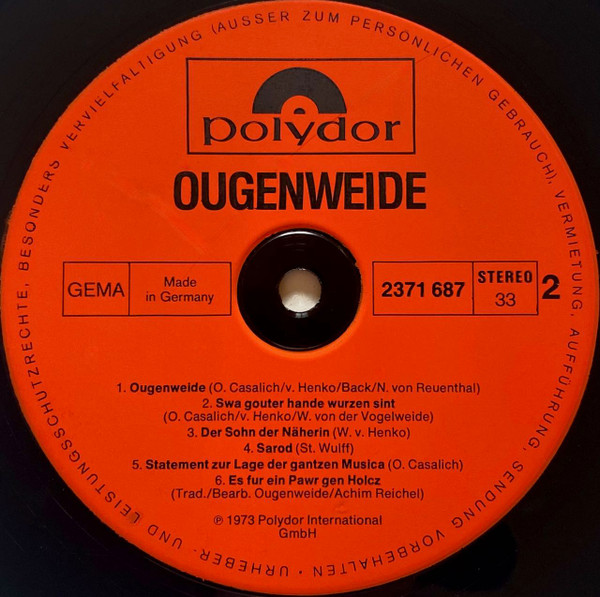 URHEBER- UND LEISTUNGSSCHUTZRECHTE, BESONDERS VERVIELFÄLTIGUNG (AUSSER ZUM PERSÖNLICHEN GEBRAUCH), VERMIETUNG, AUFFÜHRUNG, SENDUNG VORBEHALTEN ·
polydor
OUGENWEIDE
GEMA
Made
in Germany
2371 687
STEREO
33
2
1. Ougenweide (O. Casalich/v. Henko/Back/N. von Reuenthal)
2. Swa gouter hande wurzen sint
(O. Casalich/v. Henko/W. von der Vogelweide)
3. Der Sohn der Näherin (W. v. Henko)
4. Sarod (St. Wulff)
5. Statement zur Lage der gantzen Musica (O. Casalich)
6. Es fur ein Pawr gen Holcz
(Trad./Bearb. Ougenweide/Achim Reichel)
℗ 1973 Polydor International
GmbH